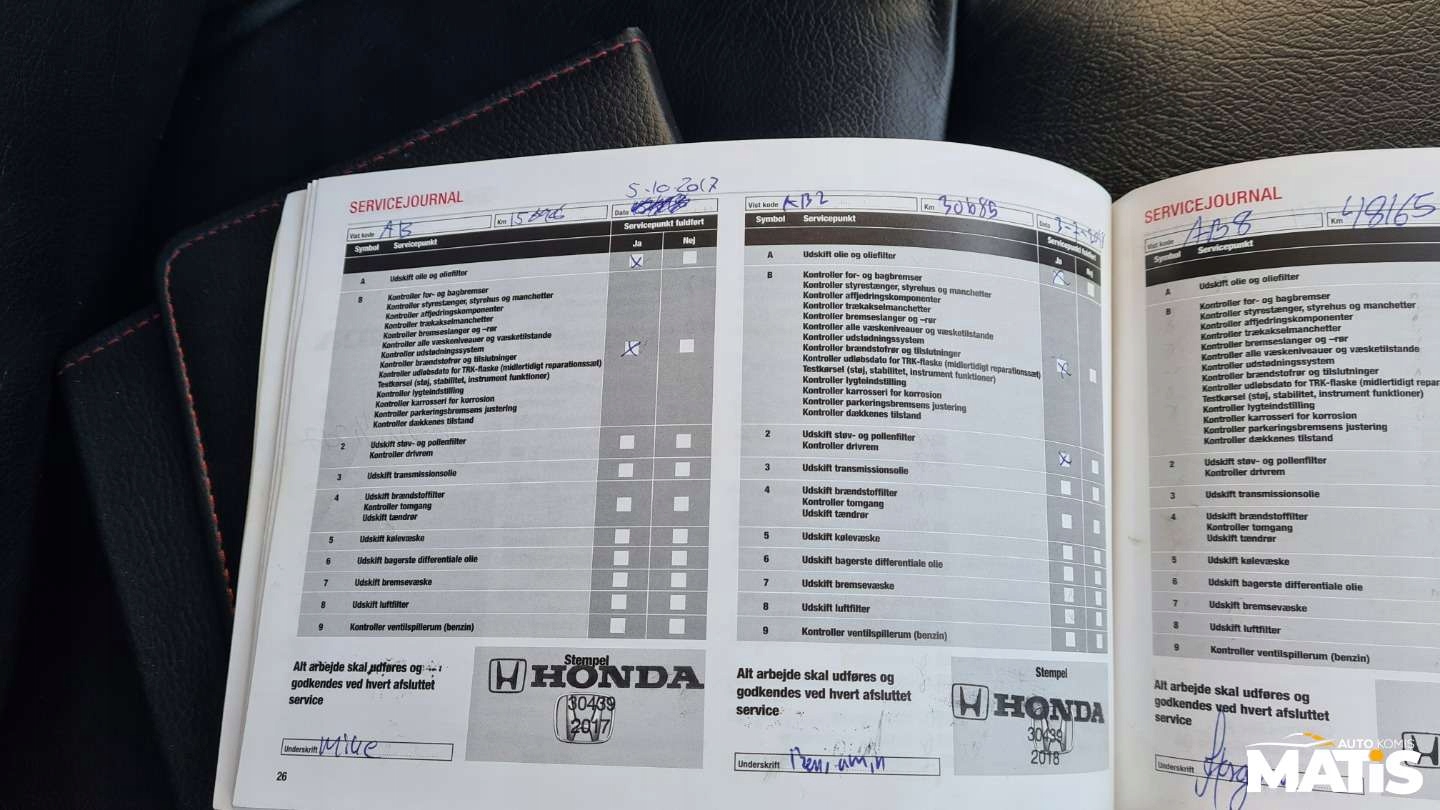 SERVICEJOURNAL
5-10-2017
Vist kode AB Km Dato
Symbol Servicepunkt Servicepunkt fuldført
Ja Nej
A Udskift olie og oliefilter
B Kontroller for- og bagbremser
Kontroller styrestænger, styrehus og manchetter
Kontroller affjedringskomponenter
Kontroller trækakselmanchetter
Kontroller bremseslanger og –rør
Kontroller alle væskeniveauer og væsketilstande
Kontroller udstødningssystem
Kontroller brændstofrør og tilslutninger
Kontroller udløbsdato for TRK-flaske (midlertidigt reparationssæt)
Testkørsel (støj, stabilitet, instrument funktioner)
Kontroller lygteindstilling
Kontroller karrosseri for korrosion
Kontroller parkeringbremsens justering
Kontroller dækkenes tilstand
2 Udskift støv- og pollenfilter
Kontroller drivrem
3 Udskift transmissionsolie
4 Udskift brændstoffilter
Kontroller tomgang
Udskift tændrør
5 Udskift kølevæske
6 Udskift bagerste differentiale olie
7 Udskift bremsevæske
8 Udskift luftfilter
9 Kontroller ventilspillerum (benzin)
Alt arbejde skal udføres og
godkendes ved hvert afsluttet
service
Stempel
HONDA
30439
2017
Underskrift Mike
26
Vist kode AB2 Km 30685 Dato
Symbol Servicepunkt Servicepunkt fuldført
Ja Nej
A Udskift olie og oliefilter
B Kontroller for- og bagbremser
Kontroller styrestænger, styrehus og manchetter
Kontroller affjedringskomponenter
Kontroller trækakselmanchetter
Kontroller bremseslanger og –rør
Kontroller alle væskeniveauer og væsketilstande
Kontroller udstødningssystem
Kontroller brændstofrør og tilslutninger
Kontroller udløbsdato for TRK-flaske (midlertidigt reparationssæt)
Testkørsel (støj, stabilitet, instrument funktioner)
Kontroller lygteindstilling
Kontroller karrosseri for korrosion
Kontroller parkeringbremsens justering
Kontroller dækkenes tilstand
2 Udskift støv- og pollenfilter
Kontroller drivrem
3 Udskift transmissionsolie
4 Udskift brændstoffilter
Kontroller tomgang
Udskift tændrør
5 Udskift kølevæske
6 Udskift bagerste differentiale olie
7 Udskift bremsevæske
8 Udskift luftfilter
9 Kontroller ventilspillerum (benzin)
Alt arbejde skal udføres og
godkendes ved hvert afsluttet
service
Stempel
HONDA
30439
2018
Underskrift Benjamin
SERVICEJOURNAL
Vist kode AB8 Km 48165
Symbol Servicepunkt
A Udskift olie og oliefilter
B Kontroller for- og bagbremser
Kontroller styrestænger, styrehus og manchetter
Kontroller affjedringskomponenter
Kontroller trækakselmanchetter
Kontroller bremseslanger og –rør
Kontroller alle væskeniveauer og væsketilstande
Kontroller udstødningssystem
Kontroller brændstofrør og tilslutninger
Kontroller udløbsdato for TRK-flaske (midlertidigt repara
Testkørsel (støj, stabilitet, instrument funktioner)
Kontroller lygteindstilling
Kontroller karrosseri for korrosion
Kontroller parkeringbremsens justering
Kontroller dækkenes tilstand
2 Udskift støv- og pollenfilter
Kontroller drivrem
3 Udskift transmissionsolie
4 Udskift brændstoffilter
Kontroller tomgang
Udskift tændrør
5 Udskift kølevæske
6 Udskift bagerste differentiale olie
7 Udskift bremsevæske
8 Udskift luftfilter
9 Kontroller ventilspillerum (benzin)
Alt arbejde skal udføres og
godkendes ved hvert afsluttet
service
Underskrift
AUTO KOMIS
MATiS